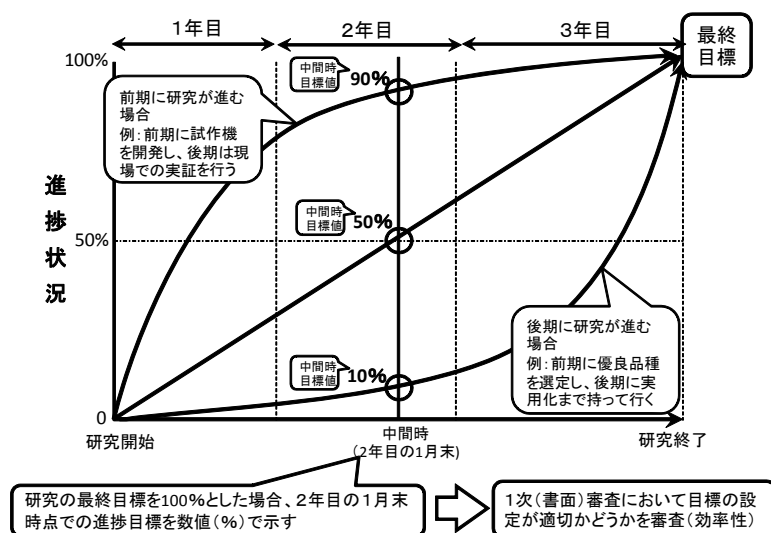 1年目
2年目
3年目
最終
目標
100%
中間時
目標値
90%
前期に研究が進む
場合
例:前期に試作機
を開発し、後期は現
場での実証を行う
進捗状況
中間時
目標値
50%
50%
後期に研究が進む
場合
例:前期に優良品種
を選定し、後期に実
用化まで持って行く
中間時
目標値
10%
0
研究開始
中間時
(2年目の1月末)
研究終了
研究の最終目標を100%とした場合、2年目の1月末
時点での進捗目標を数値(%)で示す
1次(書面)審査において目標の設
定が適切かどうかを審査(効率性)